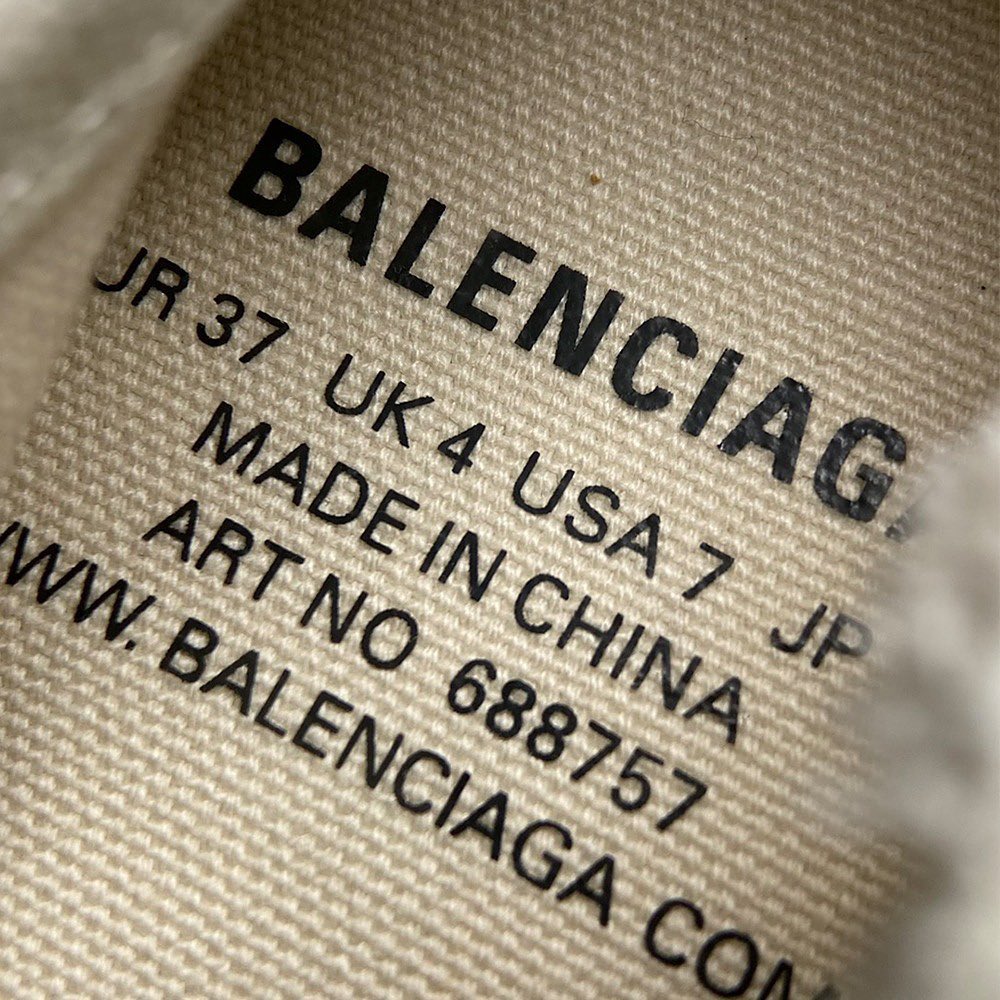 BALENCIAGA
UR 37 UK 4 USA 7 JP
MADE IN CHINA
ART NO 688757
WWW. BALENCIAGA COM